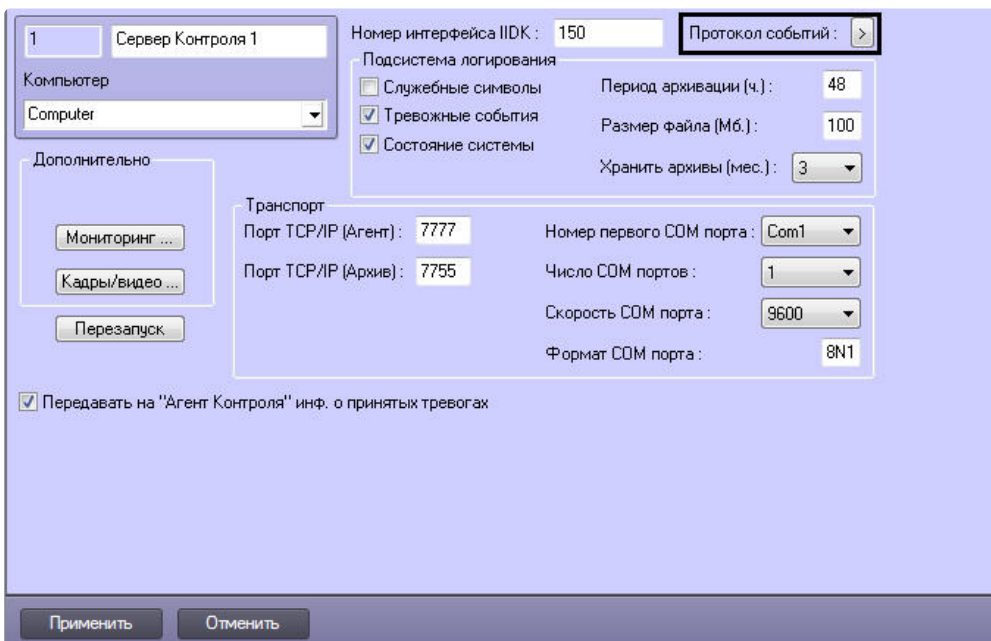 1 Сервер Контроля 1
Компьютер
Computer
Номер интерфейса IIDK : 150
Протокол событий : >
Подсистема логирования
Служебные символы
Тревожные события
Состояние системы
Период архивации (ч.) : 48
Размер файла (Мб.) : 100
Хранить архивы (мес.) : 3
Дополнительно
Мониторинг ...
Кадры/видео ...
Перезапуск
Транспорт
Порт TCP/IP (Агент) : 7777
Порт TCP/IP (Архив) : 7755
Номер первого COM порта : Com1
Число COM портов : 1
Скорость COM порта : 9600
Формат COM порта : 8N1
Передавать на "Агент Контроля" инф. о принятых тревогах
Применить Отменить